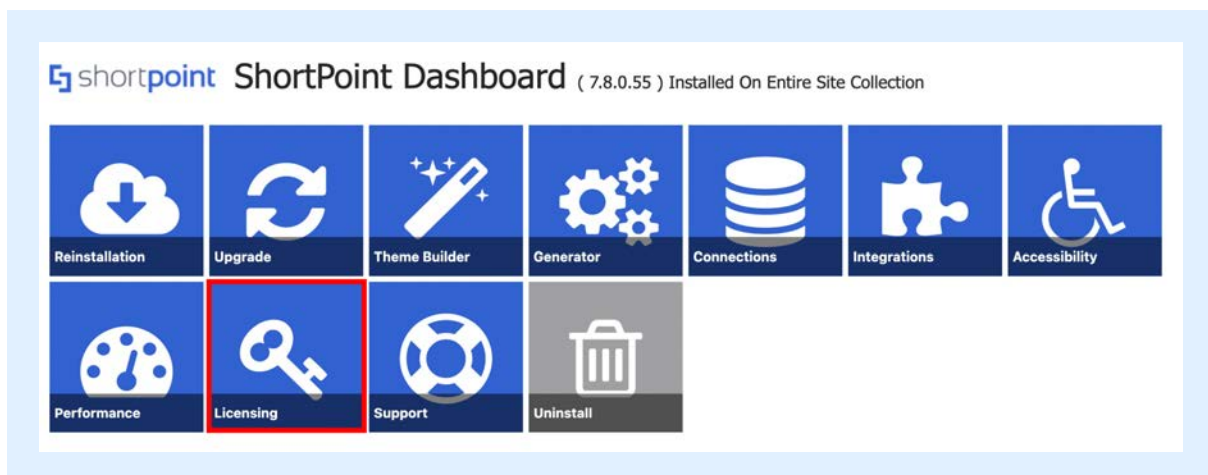 shortpoint ShortPoint Dashboard ( 7.8.0.55 ) Installed On Entire Site Collection
Reinstallation Upgrade Theme Builder Generator Connections Integrations Accessibility
Performance Licensing Support Uninstall